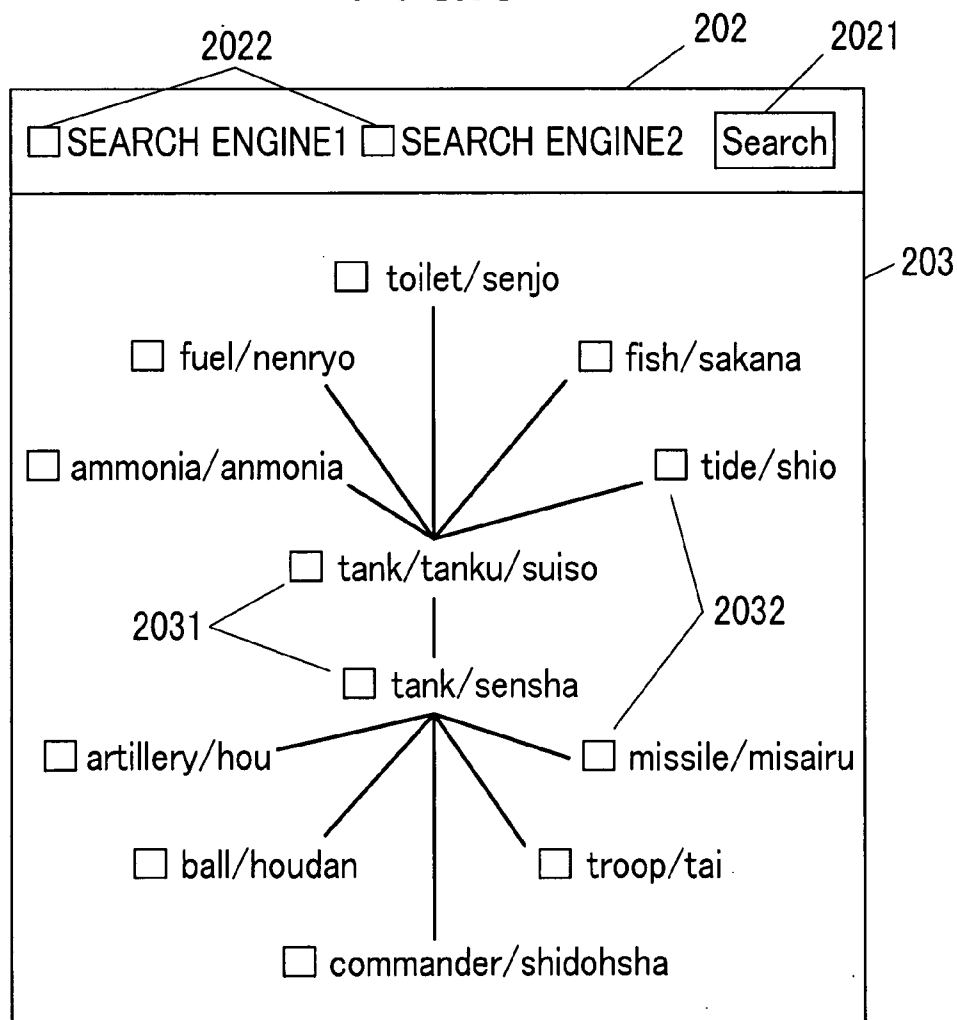 2022 202 2021
SEARCH ENGINE1 SEARCH ENGINE2 Search
203
toilet/senjo
fuel/nenryo fish/sakana
ammonia/anmonia tide/shio
tank/tanku/suiso
2031 2032
tank/sensha
artillery/hou missile/misairu
ball/houdan troop/tai
commander/shidohsha